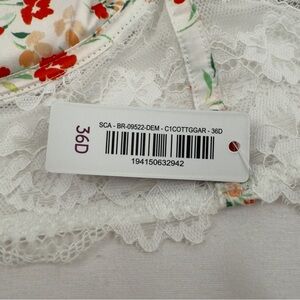 SCA - BR-09522-DEM - C1COTTGGAR - 36D
36D
194150632942